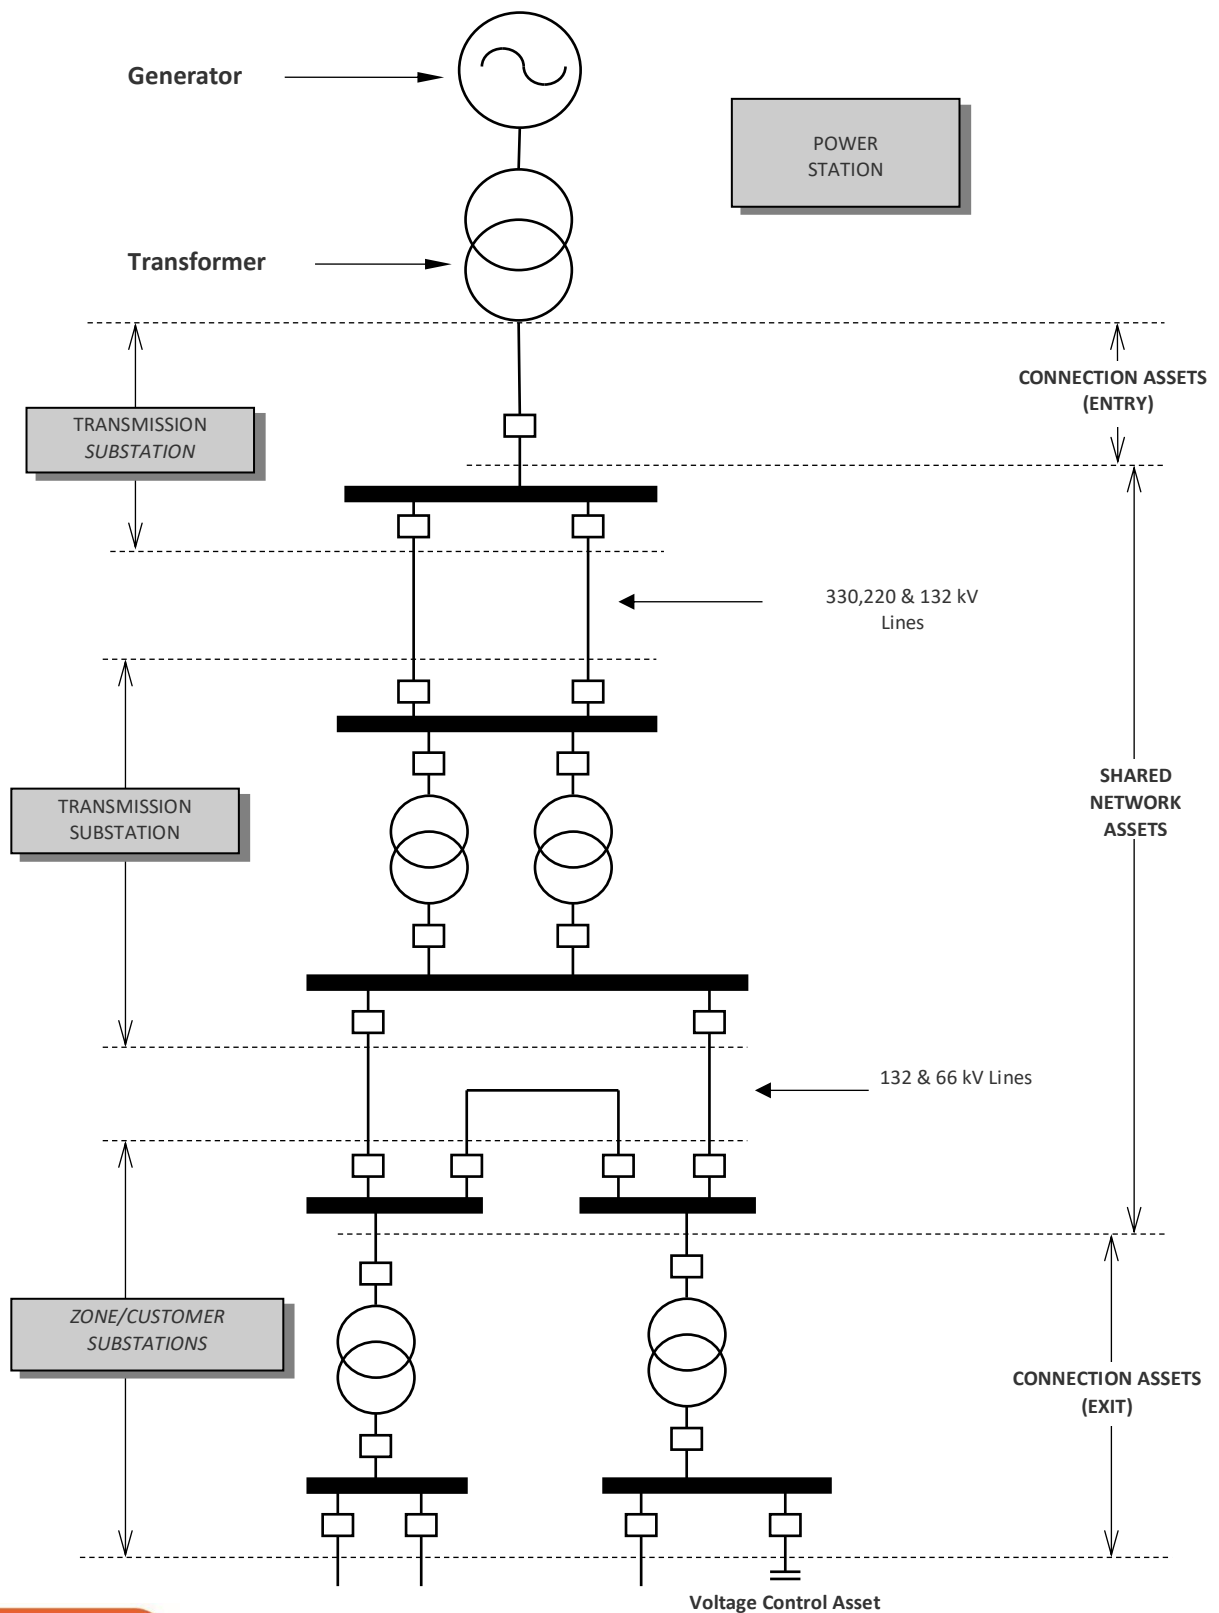 Generator
POWER
STATION
Transformer
CONNECTION ASSETS
(ENTRY)
TRANSMISSION
SUBSTATION
330,220 & 132 kV
Lines
TRANSMISSION
SUBSTATION
SHARED
NETWORK
ASSETS
132 & 66 kV Lines
ZONE/CUSTOMER
SUBSTATIONS
CONNECTION ASSETS
(EXIT)
Voltage Control Asset